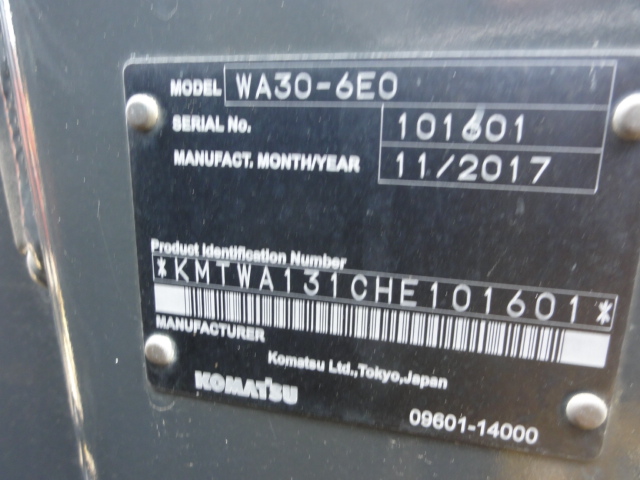 MODEL WA30-6E0
SERIAL No. 101601
MANUFACT. MONTH/YEAR 11/2017
Product Identification Number
*KMTWA131CHE101601*
MANUFACTURER
Komatsu Ltd.,Tokyo,Japan
KOMATSU
09601-14000